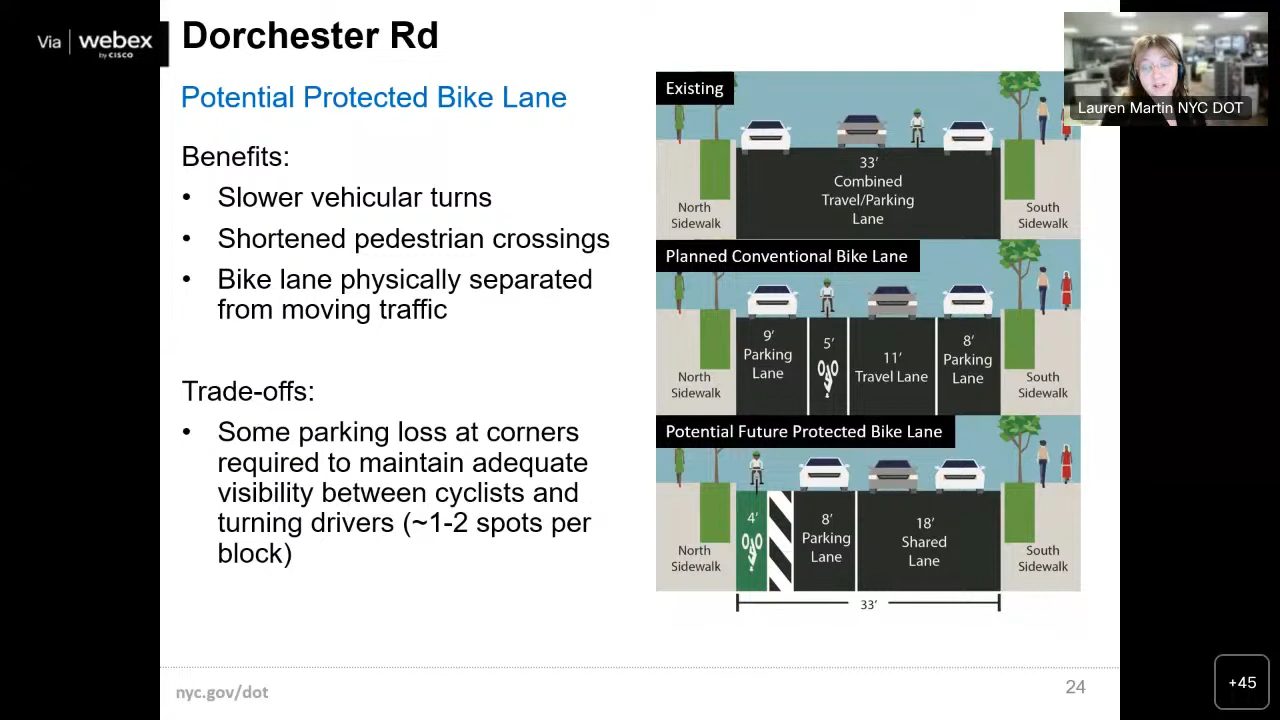 Via webex
by CISCO
Dorchester Rd
Potential Protected Bike Lane
Benefits:
• Slower vehicular turns
• Shortened pedestrian crossings
• Bike lane physically separated
from moving traffic
Trade-offs:
• Some parking loss at corners
required to maintain adequate
visibility between cyclists and
turning drivers (~1-2 spots per
block)
Existing
33'
Combined
Travel/Parking
Lane
North
Sidewalk
South
Sidewalk
Planned Conventional Bike Lane
9'
Parking
Lane
5'
11'
Travel Lane
8'
Parking
Lane
North
Sidewalk
South
Sidewalk
Potential Future Protected Bike Lane
4'
8'
Parking
Lane
18'
Shared
Lane
North
Sidewalk
South
Sidewalk
33'
Lauren Martin NYC DOT
nyc.gov/dot
24
+45